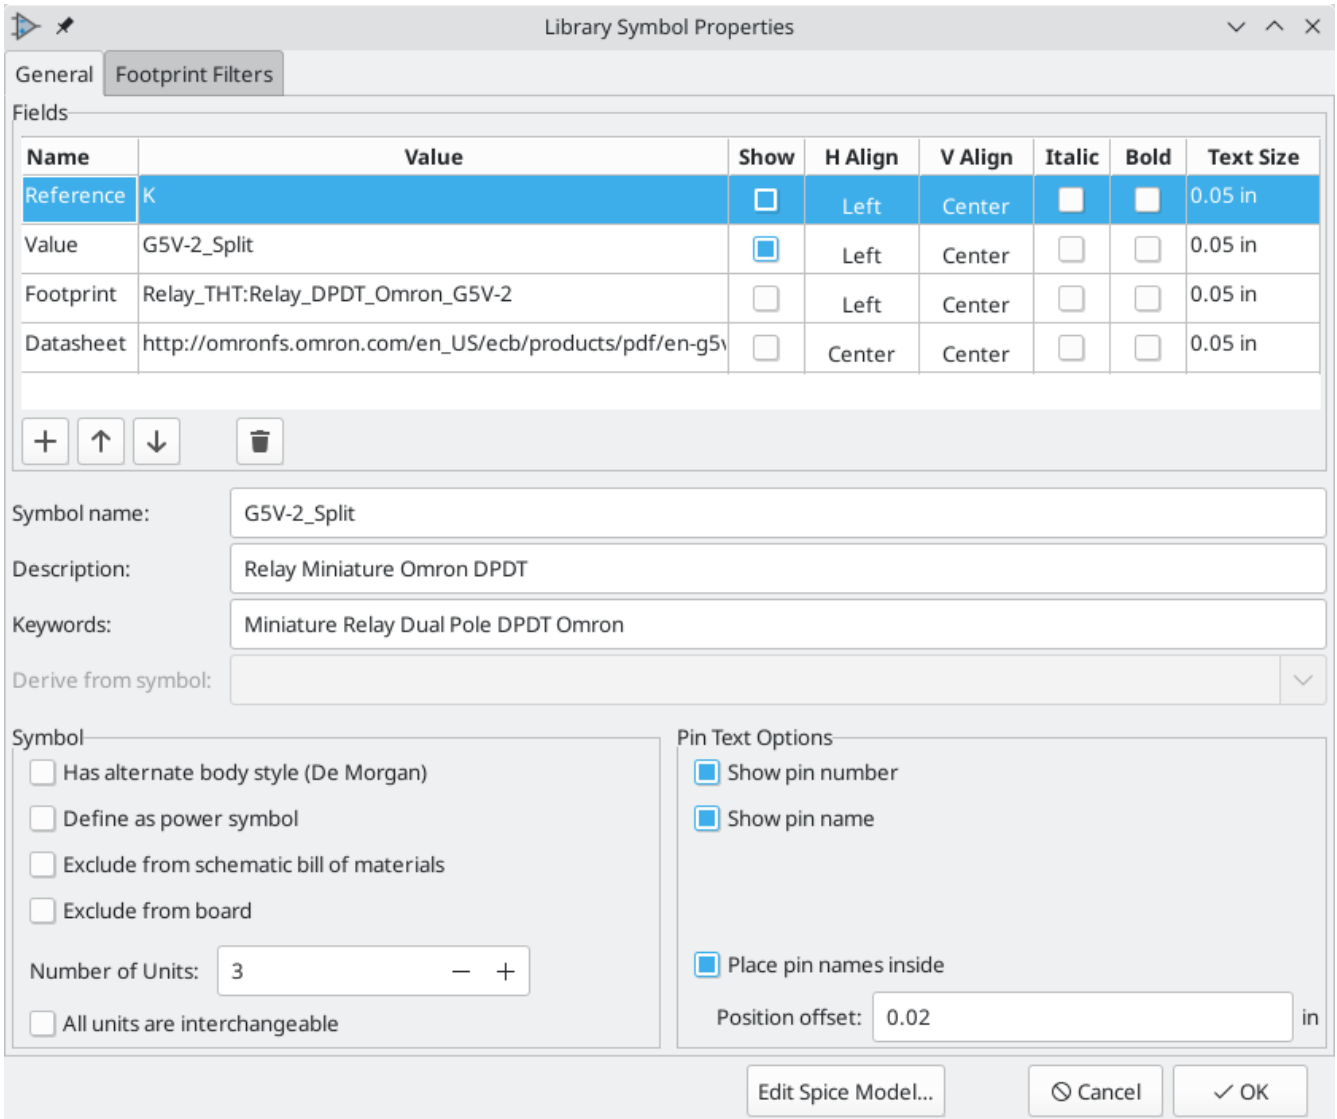 Library Symbol Properties
General Footprint Filters
Fields
Name Value Show H Align V Align Italic Bold Text Size
Reference K Left Center 0.05 in
Value G5V-2_Split Left Center 0.05 in
Footprint Relay_THT:Relay_DPDT_Omron_G5V-2 Left Center 0.05 in
Datasheet http://omronfs.omron.com/en_US/ecb/products/pdf/en-g5v Center Center 0.05 in
Symbol name: G5V-2_Split
Description: Relay Miniature Omron DPDT
Keywords: Miniature Relay Dual Pole DPDT Omron
Derive from symbol:
Symbol
Has alternate body style (De Morgan)
Define as power symbol
Exclude from schematic bill of materials
Exclude from board
Number of Units: 3
All units are interchangeable
Pin Text Options
Show pin number
Show pin name
Place pin names inside
Position offset: 0.02 in
Edit Spice Model... Cancel OK